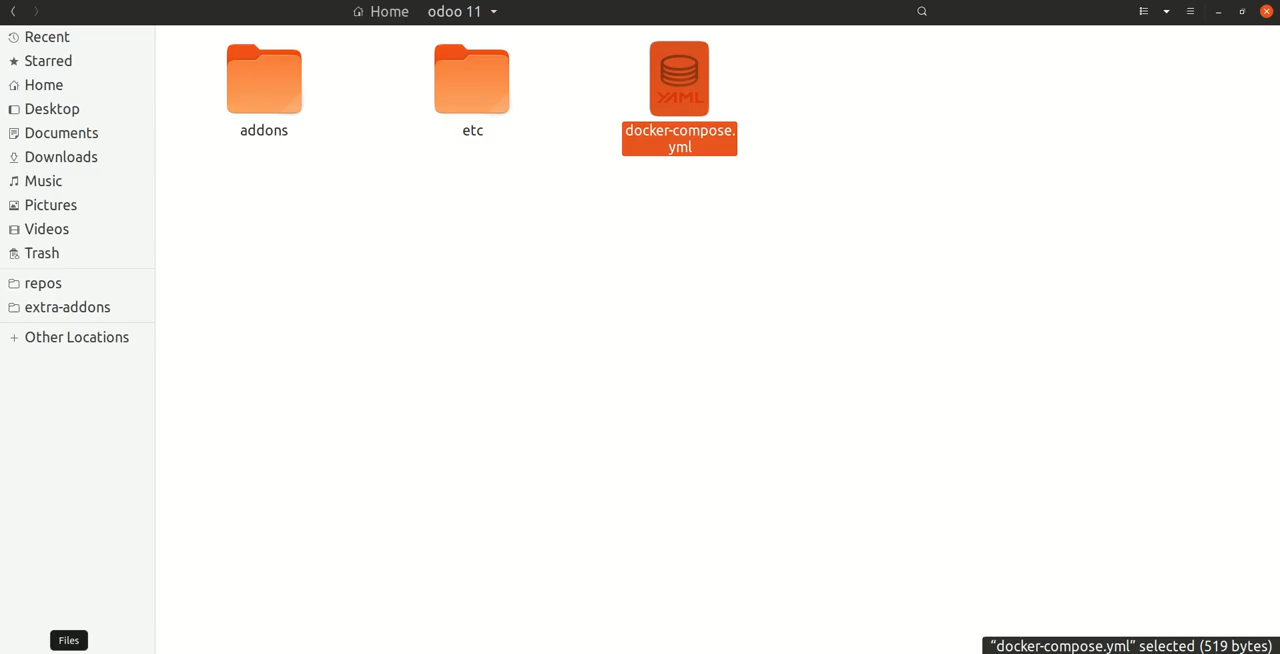 Home odoo 11
Recent
Starred
Home
Desktop
Documents
Downloads
Music
Pictures
Videos
Trash
repos
extra-addons
Other Locations
addons
etc
YAML
docker-compose.
yml
Files
“docker-compose.yml” selected (519 bytes)